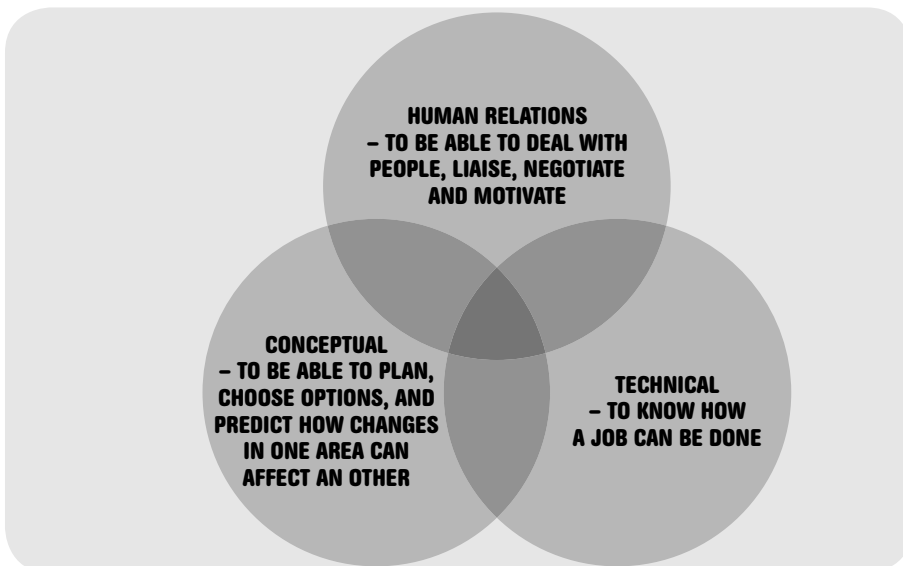 HUMAN RELATIONS
– TO BE ABLE TO DEAL WITH
PEOPLE, LIAISE, NEGOTIATE
AND MOTIVATE
CONCEPTUAL
– TO BE ABLE TO PLAN,
CHOOSE OPTIONS, AND
PREDICT HOW CHANGES
IN ONE AREA CAN
AFFECT AN OTHER
TECHNICAL
– TO KNOW HOW
A JOB CAN BE DONE